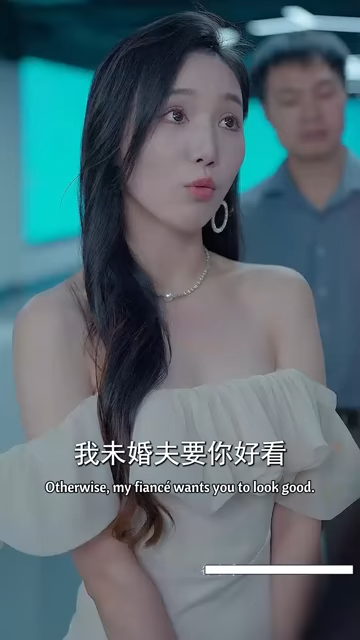 我未婚夫要你好看
Otherwise, my fiancé wants you to look good.